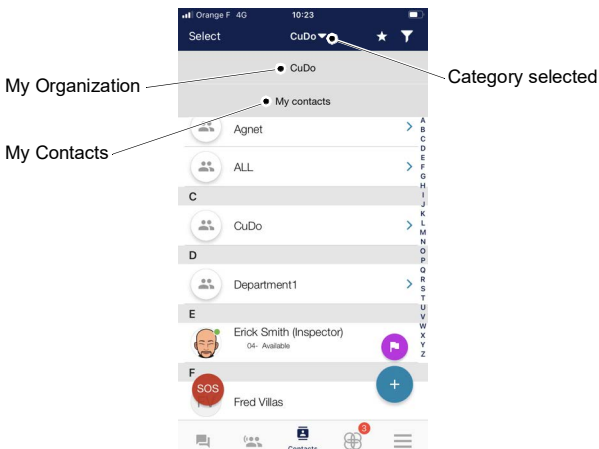 Orange F 4G 10:23
Select CuDo
CuDo
My Organization
Category selected
My contacts
My Contacts
Agnet
ALL
C
CuDo
D
Department1
E
Erick Smith (Inspector)
04- Available
F
SOS
Fred Villas
+
3
Contacts
A
B
C
D
E
F
G
H
I
J
K
L
M
N
O
P
Q
R
S
T
U
V
W
X
Y
Z